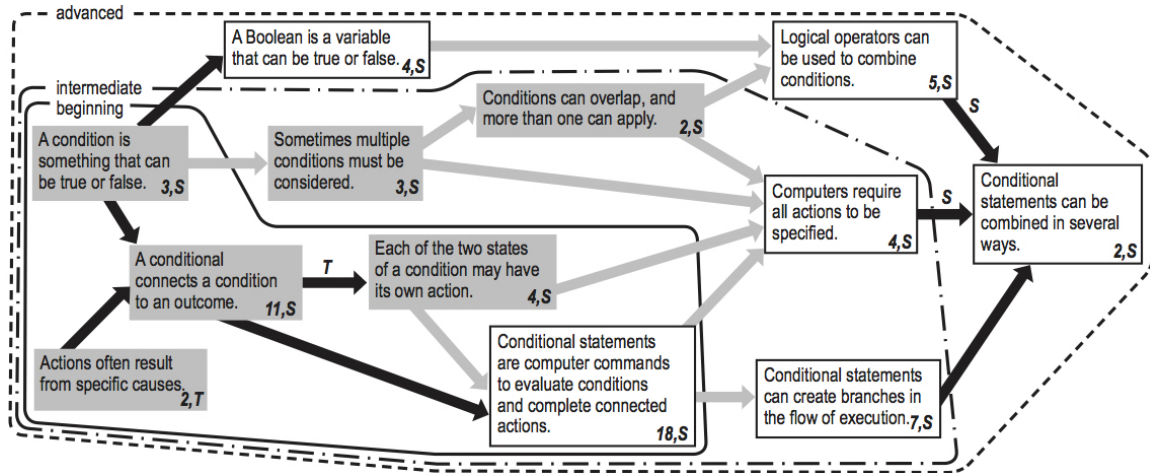 advanced
A Boolean is a variable
that can be true or false.
4,S
Logical operators can
be used to combine
conditions.
5,S
S
intermediate
beginning
Conditions can overlap, and
more than one can apply.
2,S
A condition is
something that can
be true or false.
3,S
Sometimes multiple
conditions must be
considered.
3,S
Computers require
all actions to be
specified.
4,S
S
Conditional
statements can be
combined in several
ways.
2,S
A conditional
connects a condition
to an outcome.
11,S
T
Each of the two states
of a condition may have
its own action.
4,S
Actions often result
from specific causes.
2,T
Conditional statements
are computer commands
to evaluate conditions
and complete connected
actions.
18,S
Conditional statements
can create branches in
the flow of execution.
7,S